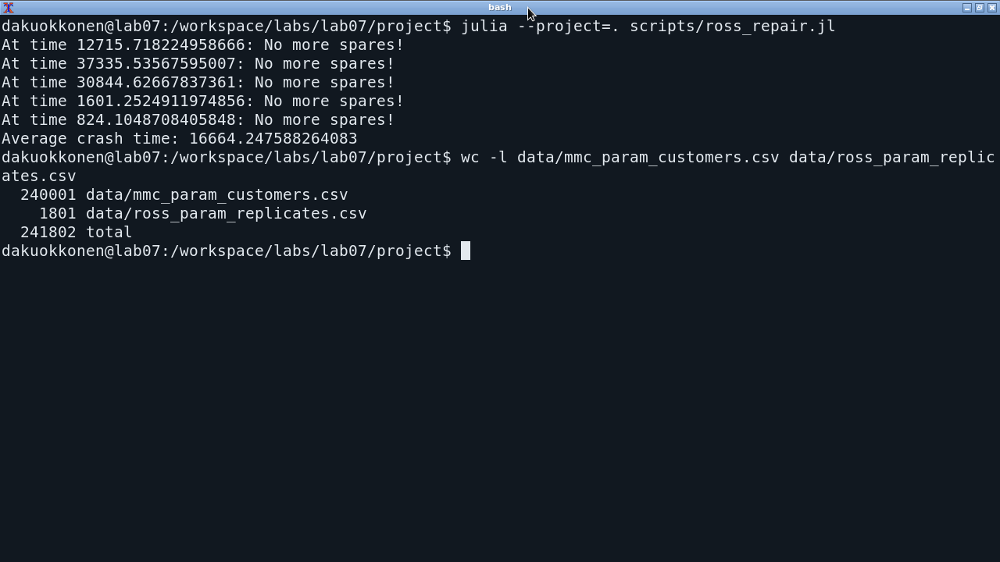 bash
dakuokkonen@lab07:/workspace/labs/lab07/project$ julia --project=. scripts/ross_repair.jl
At time 12715.718224958666: No more spares!
At time 37335.53567595007: No more spares!
At time 30844.62667837361: No more spares!
At time 1601.2524911974856: No more spares!
At time 824.1048708405848: No more spares!
Average crash time: 16664.247588264083
dakuokkonen@lab07:/workspace/labs/lab07/project$ wc -l data/mmc_param_customers.csv data/ross_param_replic
ates.csv
  240001 data/mmc_param_customers.csv
    1801 data/ross_param_replicates.csv
  241802 total
dakuokkonen@lab07:/workspace/labs/lab07/project$